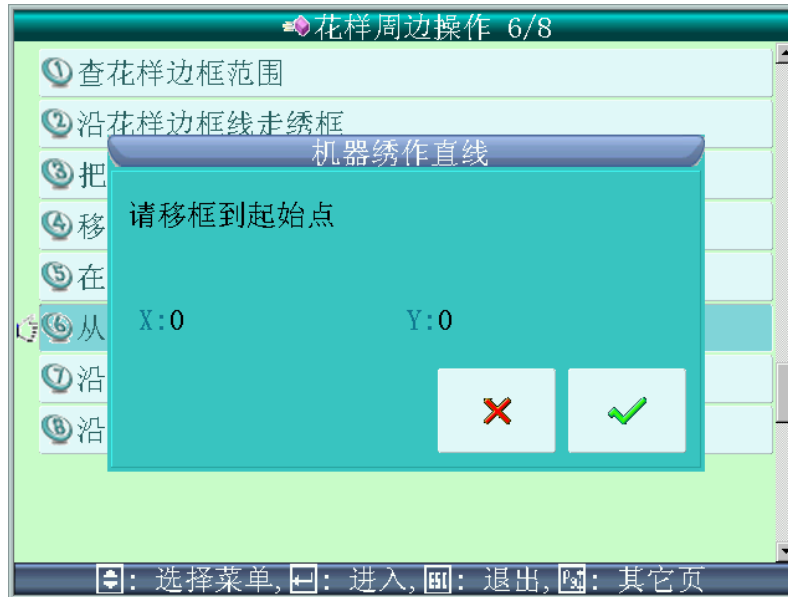 花样周边操作 6/8
① 查花样边框范围
② 沿花样边框线走绣框
机器绣作直线
③ 把
请移框到起始点
④ 移
⑤ 在
⑥ 从
X:0 Y:0
⑦ 沿
⑧ 沿
: 选择菜单, : 进入, ESC: 退出, : 其它页